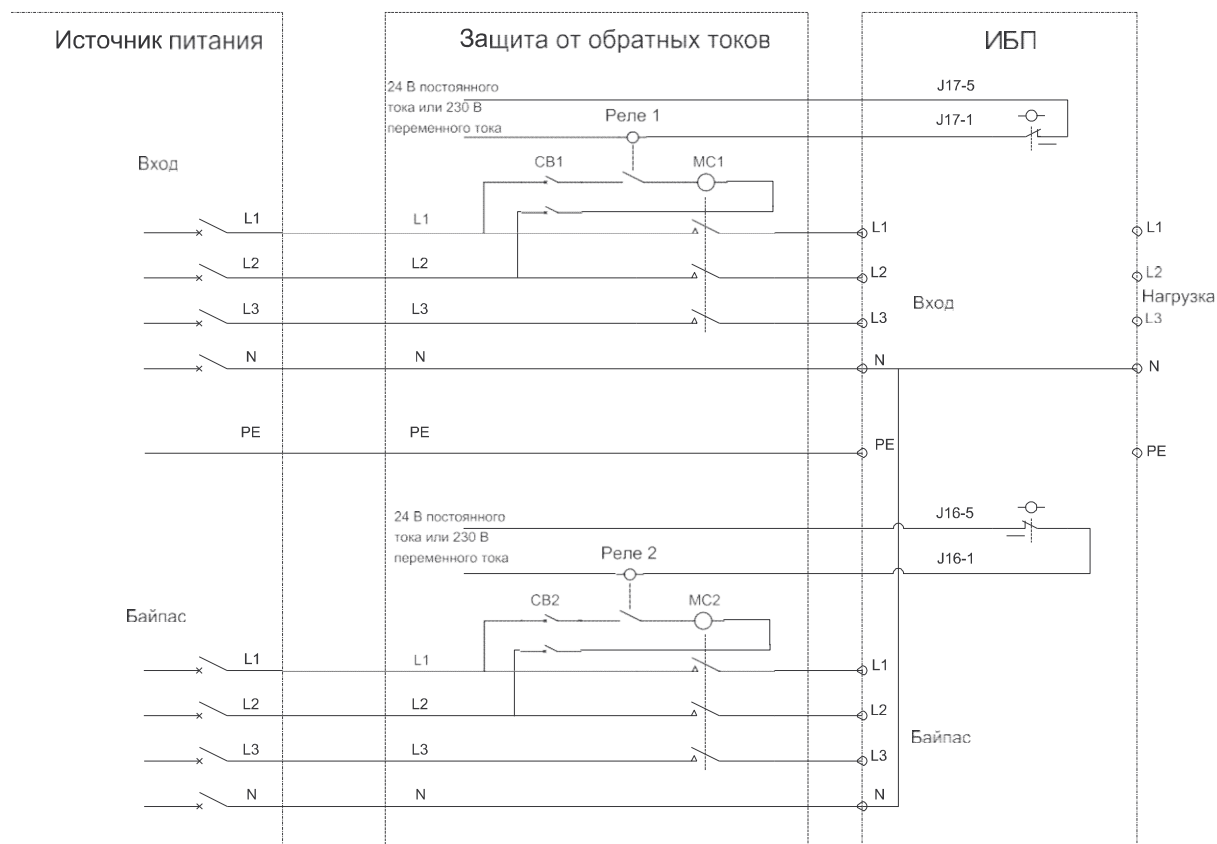 Источник питания
Защита от обратных токов
ИБП
24 В постоянного
тока или 230 В
переменного тока
J17-5
Реле 1
J17-1
Вход
CB1
MC1
L1
L1
L1
L1
L2
L2
L2
L2
Вход
Нагрузка
L3
L3
L3
L3
N
N
N
N
PE
PE
PE
PE
24 В постоянного
тока или 230 В
переменного тока
J16-5
Реле 2
J16-1
Байпас
CB2
MC2
L1
L1
L1
L2
L2
L2
Байпас
L3
L3
L3
N
N
N